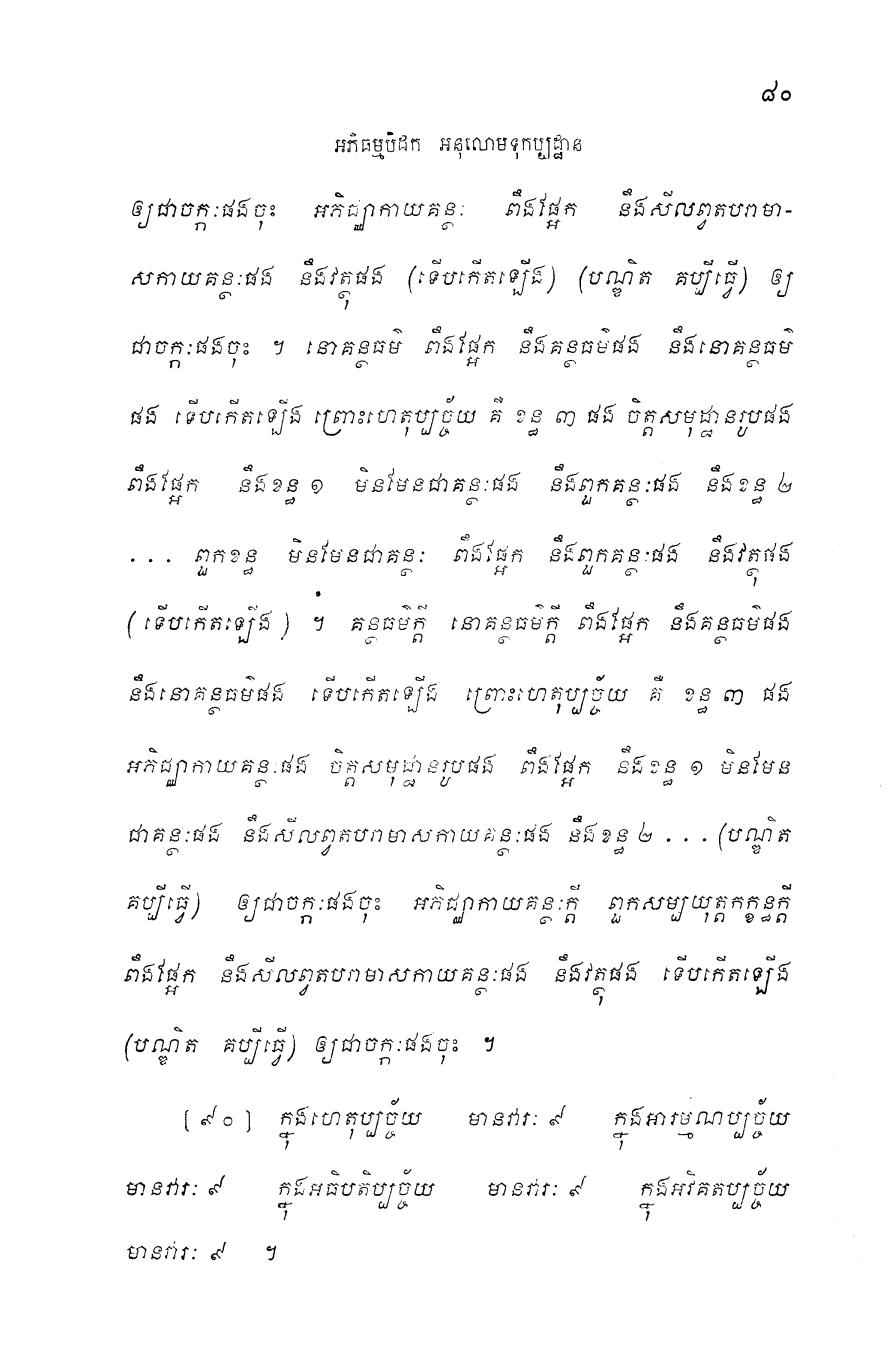 ៨០
អភិធម្មបិដក អនុលោមទុកប្បដ្ឋាន
ឲ្យជាចក្កៈផងចុះ អភិជ្ឈាកាយគន្ថៈ ពឹងផ្អែក នឹងសីលព្វតបរាមា-
សកាយគន្ថៈផង នឹងវត្ថុផង (ទើបកើតឡើង) (បណ្ឌិត គប្បីធ្វើ) ឲ្យ
ជាចក្កៈផងចុះ ។ នោគន្ថធម៌ ពឹងផ្អែក នឹងគន្ថធម៌ផង នឹងនោគន្ថធម៌
ផង ទើបកើតឡើង ព្រោះហេតុប្បច្ច័យ គឺ ខន្ធ ៣ ផង ចិត្តសមុដ្ឋានរូបផង
ពឹងផ្អែក នឹងខន្ធ ១ មិនមែនជាគន្ថៈផង នឹងពួកគន្ថៈផង នឹងខន្ធ ២
... ពួកខន្ធ មិនមែនជាគន្ថៈ ពឹងផ្អែក នឹងពួកគន្ថៈផង នឹងវត្ថុផង
(ទើបកើតឡើង) ។ គន្ថធម៌ក្តី នោគន្ថធម៌ក្តី ពឹងផ្អែក នឹងគន្ថធម៌ផង
នឹងនោគន្ថធម៌ផង ទើបកើតឡើង ព្រោះហេតុប្បច្ច័យ គឺ ខន្ធ ៣ ផង
អភិជ្ឈាកាយគន្ថៈផង ចិត្តសមុដ្ឋានរូបផង ពឹងផ្អែក នឹងខន្ធ ១ មិនមែន
ជាគន្ថៈផង នឹងសីលព្វតបរាមាសកាយគន្ថៈផង នឹងខន្ធ ២ ... (បណ្ឌិត
គប្បីធ្វើ) ឲ្យជាចក្កៈផងចុះ អភិជ្ឈាកាយគន្ថៈក្តី ពួកសម្បយុត្តកក្ខន្ធក្តី
ពឹងផ្អែក នឹងសីលព្វតបរាមាសកាយគន្ថៈផង នឹងវត្ថុផង ទើបកើតឡើង
(បណ្ឌិត គប្បីធ្វើ) ឲ្យជាចក្កៈផងចុះ ។
[៩០] ក្នុងហេតុប្បច្ច័យ មានវារៈ ៩ ក្នុងអារម្មណប្បច្ច័យ
មានវារៈ ៩ ក្នុងអធិបតិប្បច្ច័យ មានវារៈ ៩ ក្នុងអវិគតប្បច្ច័យ
មានវារៈ ៩ ។